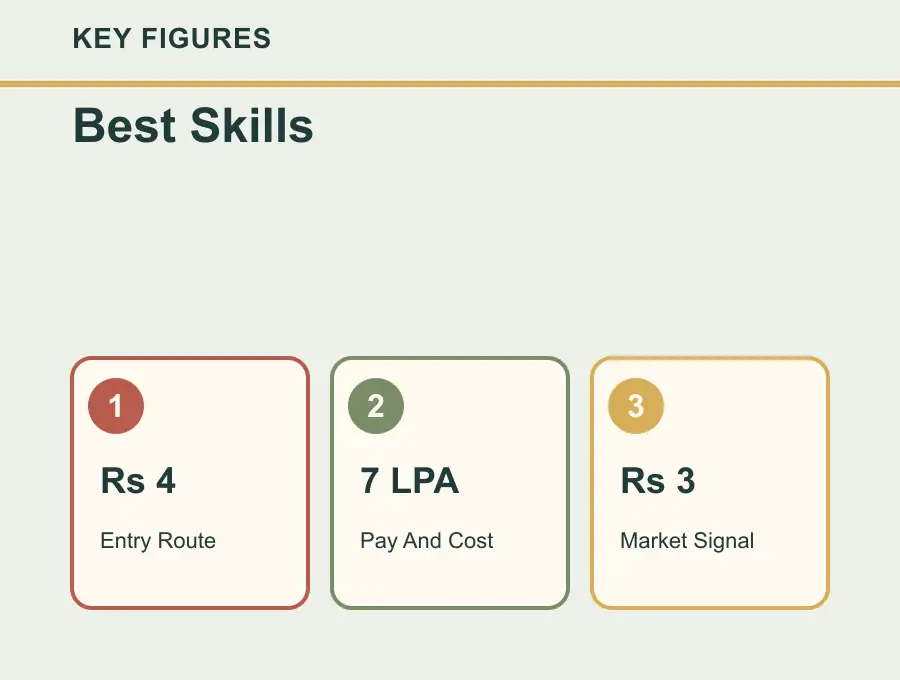 KEY FIGURES
Best Skills
1
Rs 4
Entry Route
2
7 LPA
Pay And Cost
3
Rs 3
Market Signal